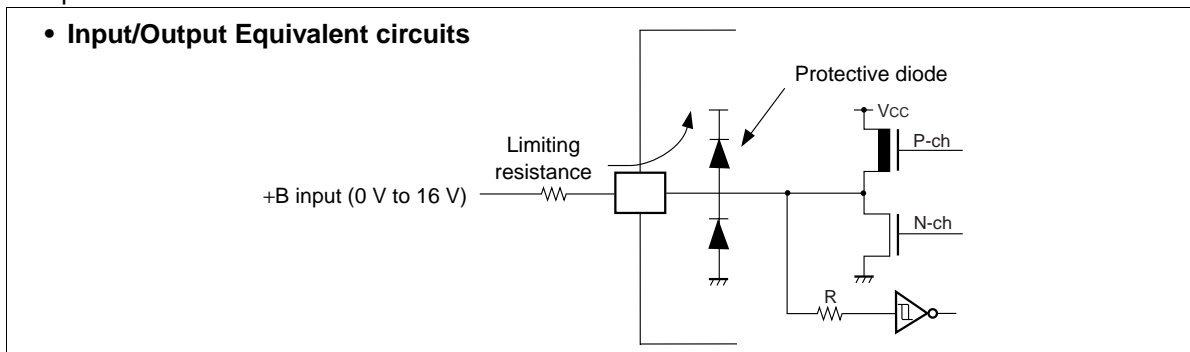 • Input/Output Equivalent circuits
Protective diode
Vcc
P-ch
Limiting
resistance
+B input (0 V to 16 V)
N-ch
R